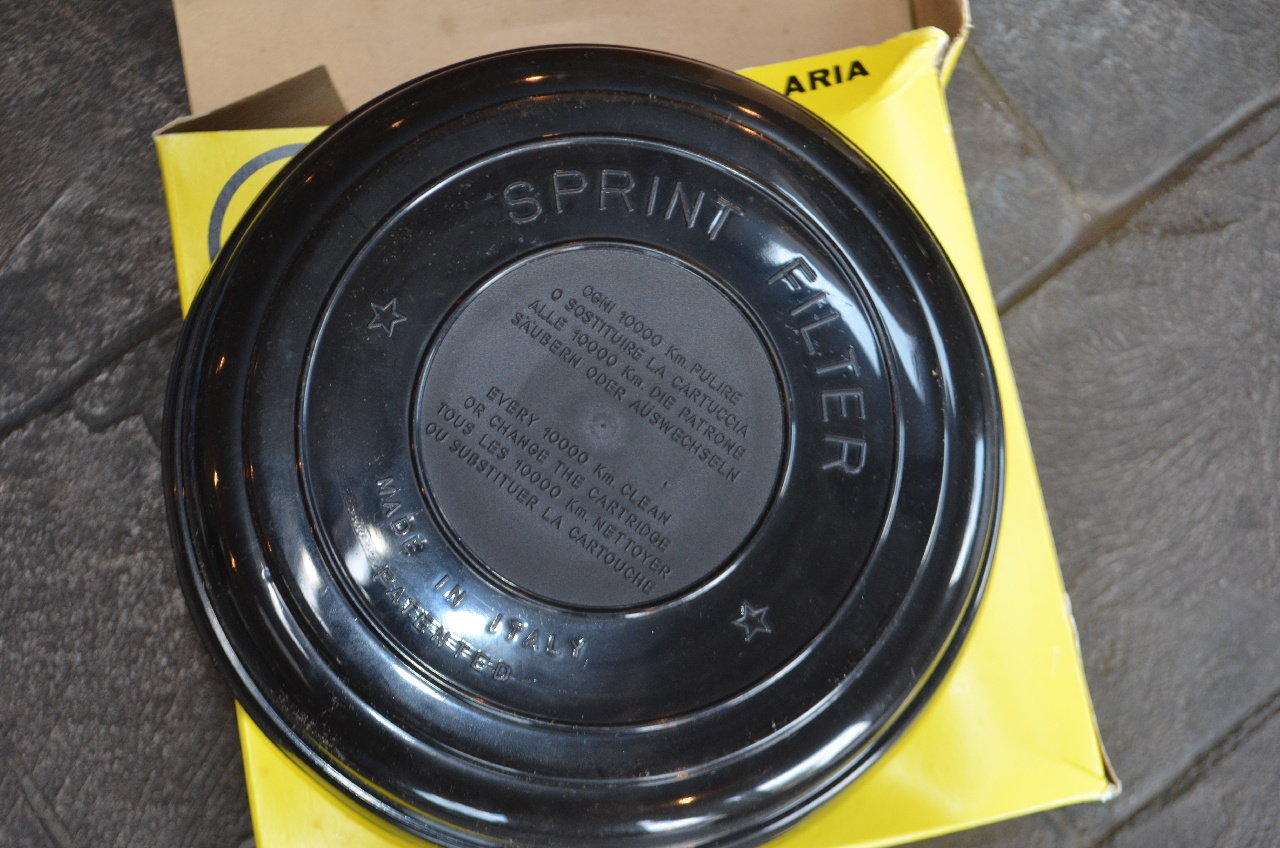 ARIA
SPRINT FILTER
OGNI 10000 Km. PULIRE
O SOSTITUIRE LA CARTUCCIA
ALLE 10000 Km. DIE PATRONE
SÄUBERN ODER AÜSWECHSELN
EVERY 10000 Km. CLEAN
OR CHANGE THE CARTRIDGE
TOUS LES 10000 Km. NETTOYER
OU SUBSTITUER LA CARTOUCHE
MADE IN ITALY
PATENTED